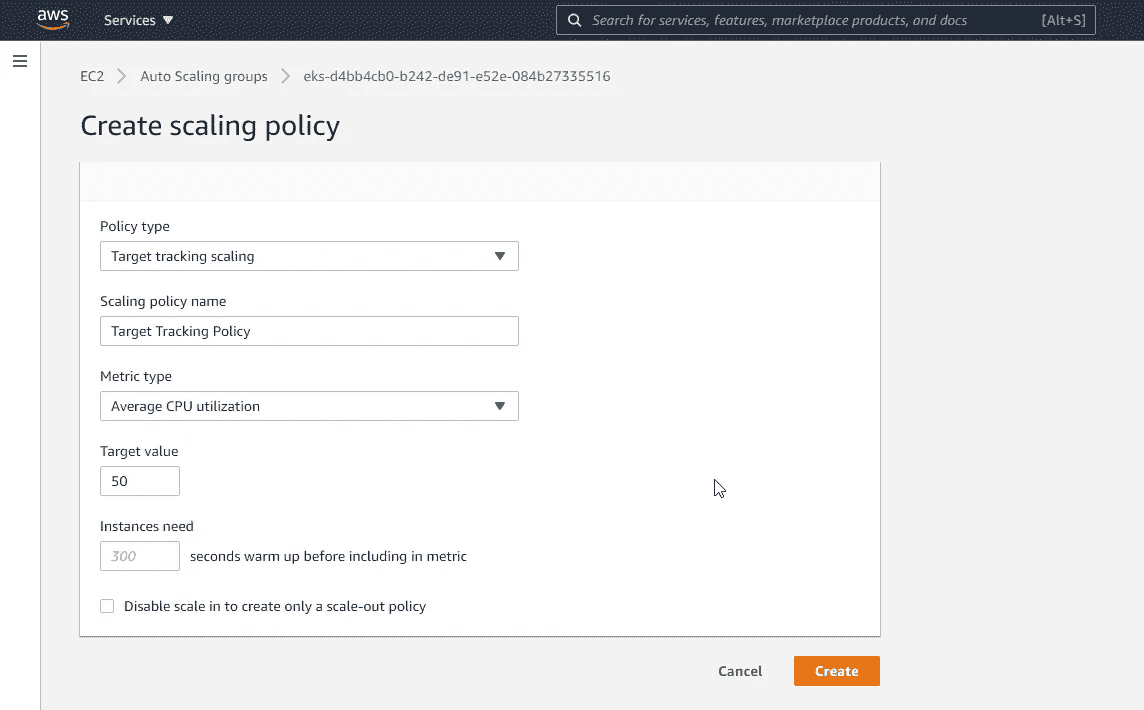 aws Services Search for services, features, marketplace products, and docs [Alt+S]
EC2 Auto Scaling groups eks-d4bb4cb0-b242-de91-e52e-084b27335516
Create scaling policy
Policy type
Target tracking scaling
Scaling policy name
Target Tracking Policy
Metric type
Average CPU utilization
Target value
50
Instances need
300 seconds warm up before including in metric
Disable scale in to create only a scale-out policy
Cancel Create